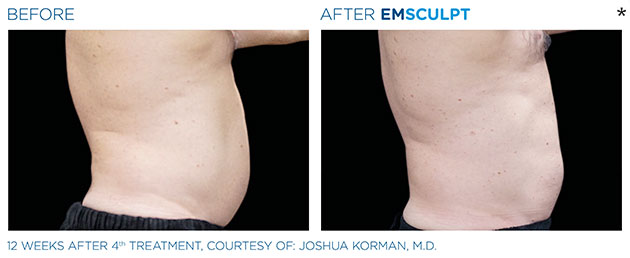 BEFORE
AFTER EMSCULPT *
12 WEEKS AFTER 4th TREATMENT, COURTESY OF: JOSHUA KORMAN, M.D.